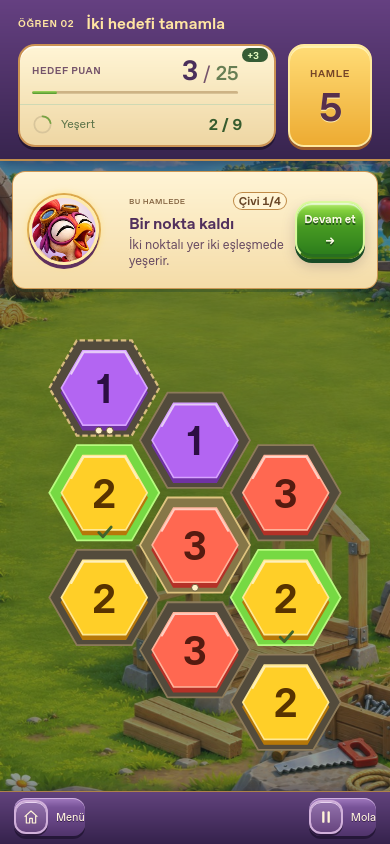 ÖĞREN 02 İki hedefi tamamla
+3
HEDEF PUAN 3 / 25
Yeşert 2 / 9
HAMLE
5
BU HAMLEDE Çivi 1/4
Bir nokta kaldı
İki noktalı yer iki eşleşmede
yeşerir.
Devam et
→
1
1
2
3
3
2
2
3
2
Menü Mola